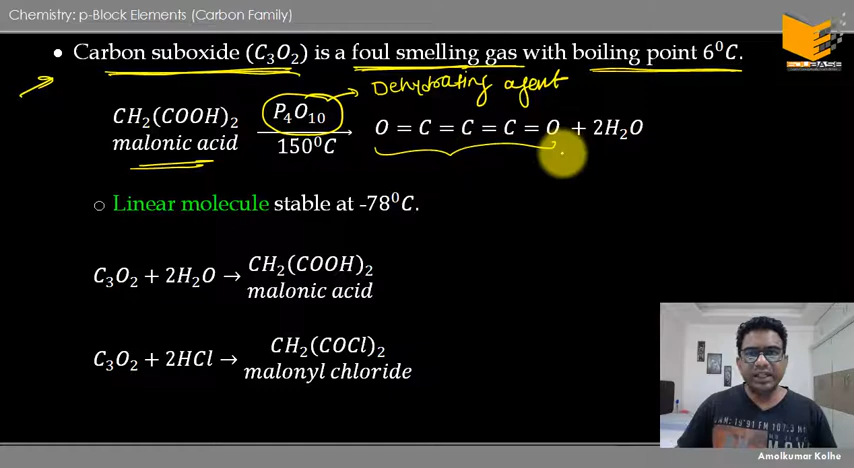 Chemistry: p-Block Elements (Carbon Family)
• Carbon suboxide (C₃O₂) is a foul smelling gas with boiling point 6⁰C.
Dehydrating agent
CH₂(COOH)₂ P₄O₁₀ O = C = C = C = O + 2H₂O
malonic acid 150⁰C
○ Linear molecule stable at -78⁰C.
C₃O₂ + 2H₂O → CH₂(COOH)₂
malonic acid
C₃O₂ + 2HCl → CH₂(COCl)₂
malonyl chloride
Amolkumar Kolhe